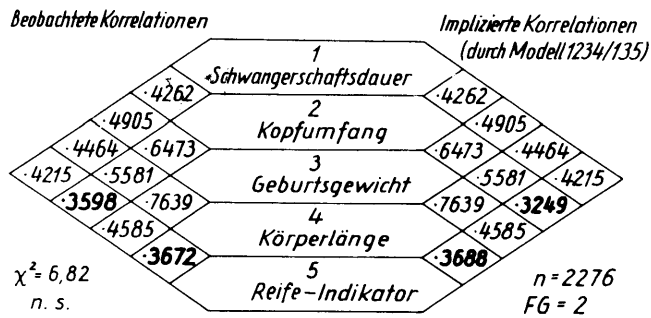 Beobachtete Korrelationen
Implizierte Korrelationen
(durch Modell 1234/135)
1
Schwangerschaftsdauer
·4262
·4262
·4905
·4905
2
Kopfumfang
·4464
·6473
·6473
·4464
·4215
·5581
·5581
·4215
3
Geburtsgewicht
·3598
·7639
·7639
·3249
·4585
·4585
4
Körperlänge
·3672
·3688
5
Reife-Indikator
χ²= 6,82
n. s.
n = 2276
FG = 2